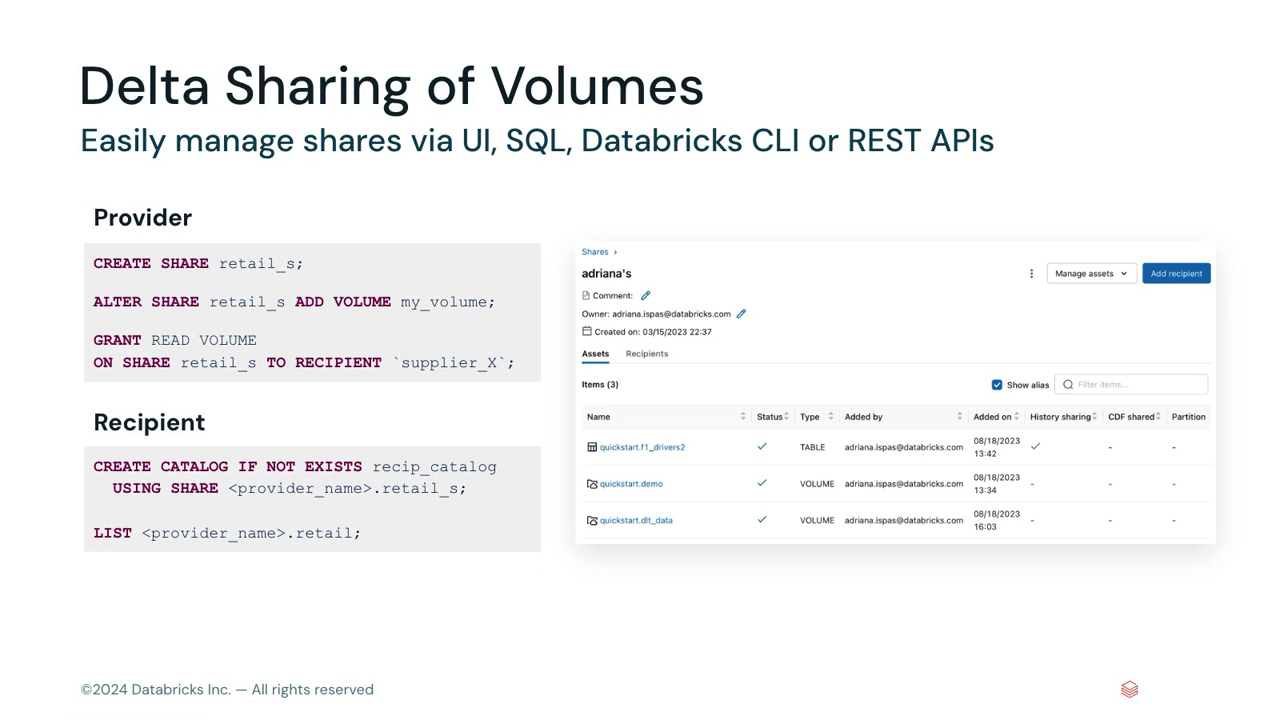 Delta Sharing of Volumes
Easily manage shares via UI, SQL, Databricks CLI or REST APIs
Provider
CREATE SHARE retail_s;
ALTER SHARE retail_s ADD VOLUME my_volume;
GRANT READ VOLUME
ON SHARE retail_s TO RECIPIENT `supplier_X`;
Recipient
CREATE CATALOG IF NOT EXISTS recip_catalog
USING SHARE <provider_name>.retail_s;
LIST <provider_name>.retail;
Shares ›
adriana's
Manage assets
Add recipient
Comment:
Owner: adriana.ispas@databricks.com
Created on: 03/15/2023 22:37
Assets Recipients
Items (3)
Show alias
Filter items...
Name Status Type Added by Added on History sharing CDF shared Partition
quickstart.f1_drivers2 TABLE adriana.ispas@databricks.com 08/18/2023 - -
13:42
quickstart.demo VOLUME adriana.ispas@databricks.com 08/18/2023 - - -
13:34
quickstart.dlt_data VOLUME adriana.ispas@databricks.com 08/18/2023 - - -
16:03
©2024 Databricks Inc. — All rights reserved